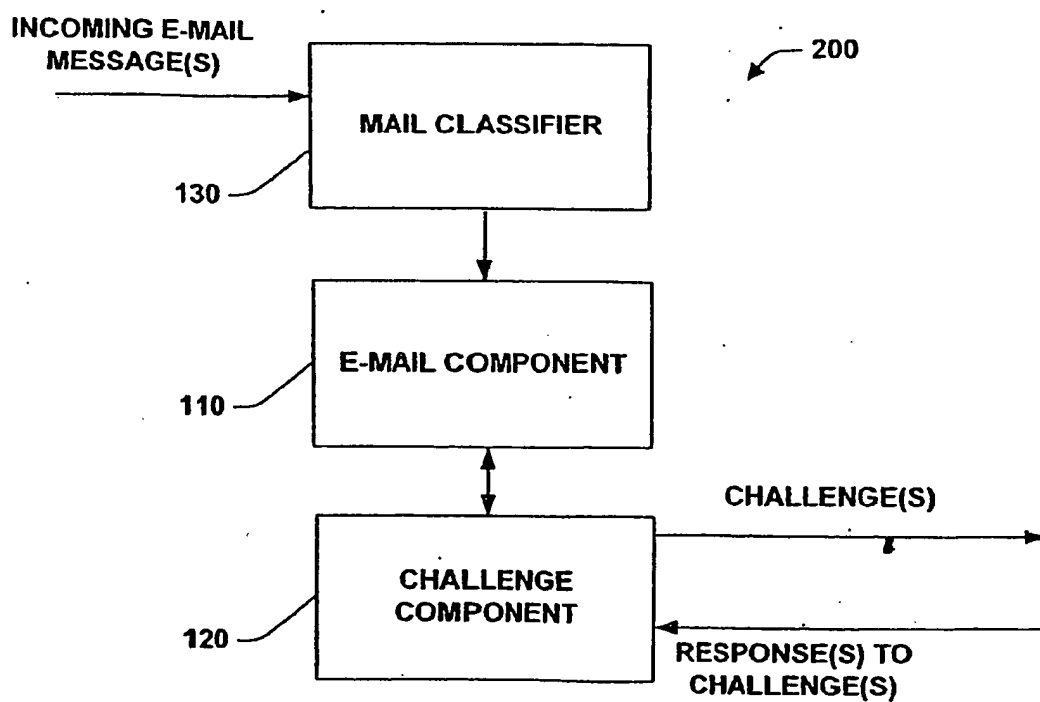 INCOMING E-MAIL
MESSAGE(S)
200
MAIL CLASSIFIER
130
E-MAIL COMPONENT
110
CHALLENGE(S)
CHALLENGE
COMPONENT
120
RESPONSE(S) TO
CHALLENGE(S)